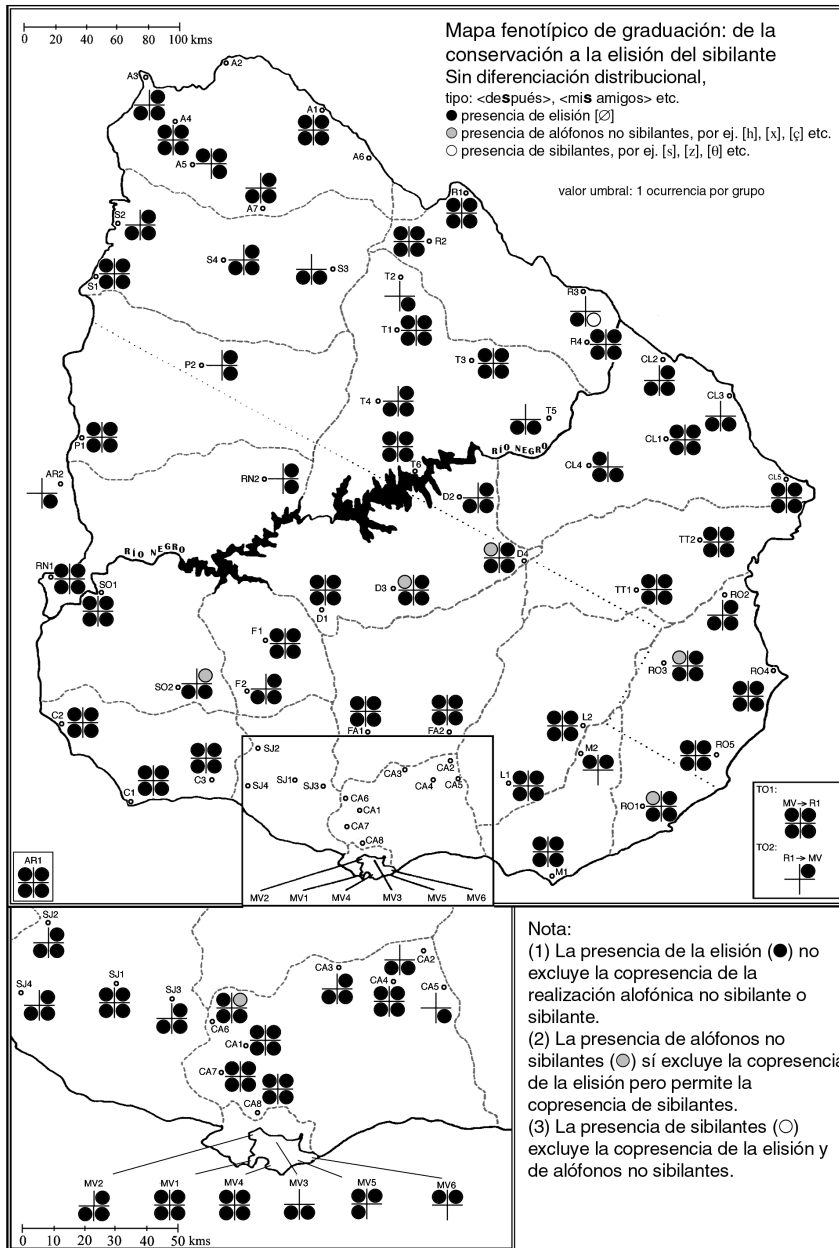 0 20 40 60 80 100 kms
Mapa fenotípico de graduación: de la
conservación a la elisión del sibilante
Sin diferenciación distribucional,
tipo: <después>, <mis amigos> etc.
● presencia de elisión [∅]
presencia de alófonos no sibilantes, por ej. [h], [x], [ç] etc.
○ presencia de sibilantes, por ej. [s], [z], [θ] etc.
valor umbral: 1 ocurrencia por grupo
A3
A2
A4
A1
A5
A6
A7
R1
S2
R2
S4
S3
S1
T2
R3
T1
R4
P2
T3
CL2
CL3
T4
T5
P1
CL1
RÍO NEGRO
AR2
RN2
T6
CL4
CL5
D2
RÍO NEGRO
TT2
RN1
D4
SO1
D3
TT1
RO2
D1
F1
RO3
RO4
SO2
F2
C2
FA1
FA2
L2
SJ2
M2
RO5
C3
SJ4
SJ1
SJ3
CA3
CA2
CA4
CA5
L1
C1
CA6
CA1
RO1
CA7
CA8
M1
TO1:
MV→R1
TO2:
R1→MV
AR1
MV2 MV1 MV4 MV3 MV5 MV6
SJ2
CA3
CA2
SJ4
SJ1
SJ3
CA4
CA5
CA6
CA1
CA7
CA8
MV2 MV1 MV4 MV3 MV5 MV6
0 10 20 30 40 50 kms
Nota:
(1) La presencia de la elisión (●) no
excluye la copresencia de la
realización alofónica no sibilante o
sibilante.
(2) La presencia de alófonos no
sibilantes ( ) sí excluye la copresencia
de la elisión pero permite la
copresencia de sibilantes.
(3) La presencia de sibilantes (○)
excluye la copresencia de la elisión y
de alófonos no sibilantes.